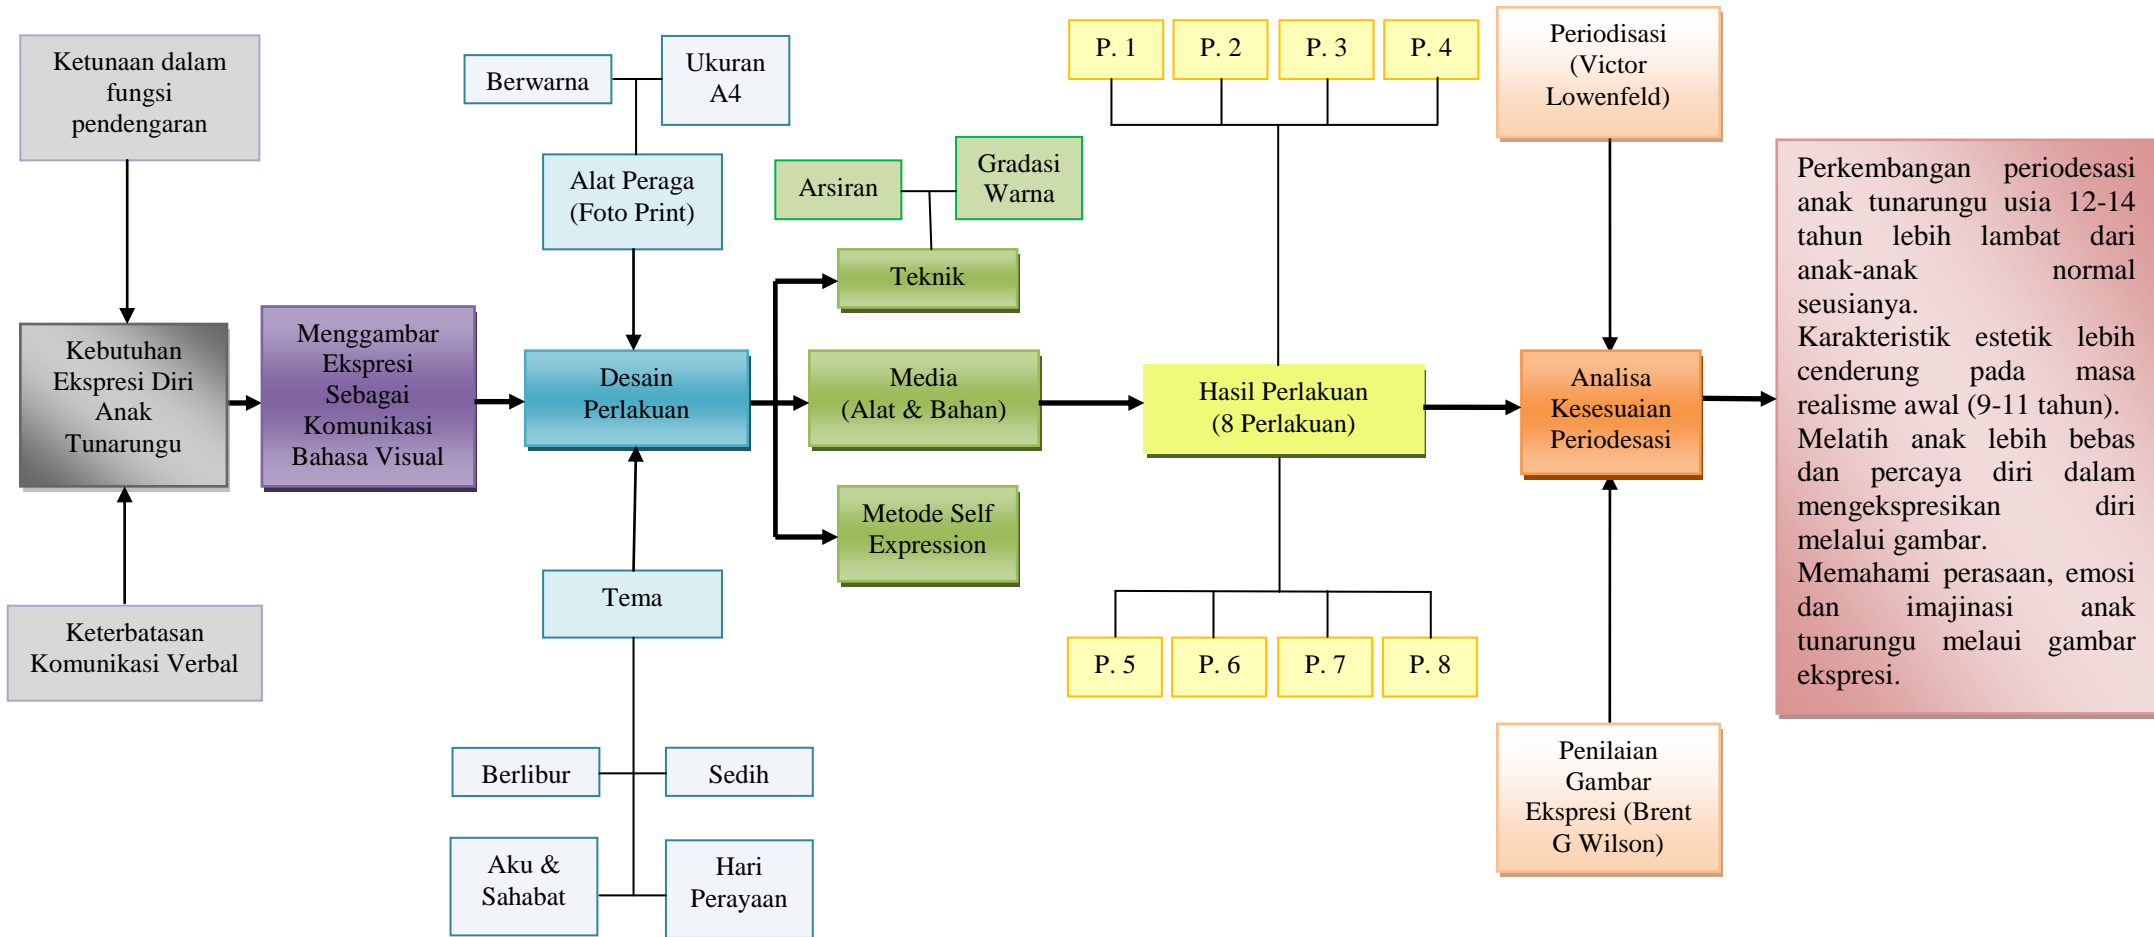 Ketunaan dalam
fungsi
pendengaran
Kebutuhan
Ekspresi Diri
Anak
Tunarungu
Keterbatasan
Komunikasi Verbal
Menggambar
Ekspresi
Sebagai
Komunikasi
Bahasa Visual
Berwarna
Ukuran
A4
Alat Peraga
(Foto Print)
Desain
Perlakuan
Tema
Berlibur
Sedih
Aku &
Sahabat
Hari
Perayaan
Arsiran
Gradasi
Warna
Teknik
Media
(Alat & Bahan)
Metode Self
Expression
P. 1
P. 2
P. 3
P. 4
Hasil Perlakuan
(8 Perlakuan)
P. 5
P. 6
P. 7
P. 8
Periodisasi
(Victor
Lowenfeld)
Analisa
Kesesuaian
Periodesasi
Penilaian
Gambar
Ekspresi (Brent
G Wilson)
Perkembangan periodesasi
anak tunarungu usia 12-14
tahun lebih lambat dari
anak-anak normal
seusianya.
Karakteristik estetik lebih
cenderung pada masa
realisme awal (9-11 tahun).
Melatih anak lebih bebas
dan percaya diri dalam
mengekspresikan diri
melalui gambar.
Memahami perasaan, emosi
dan imajinasi anak
tunarungu melaui gambar
ekspresi.